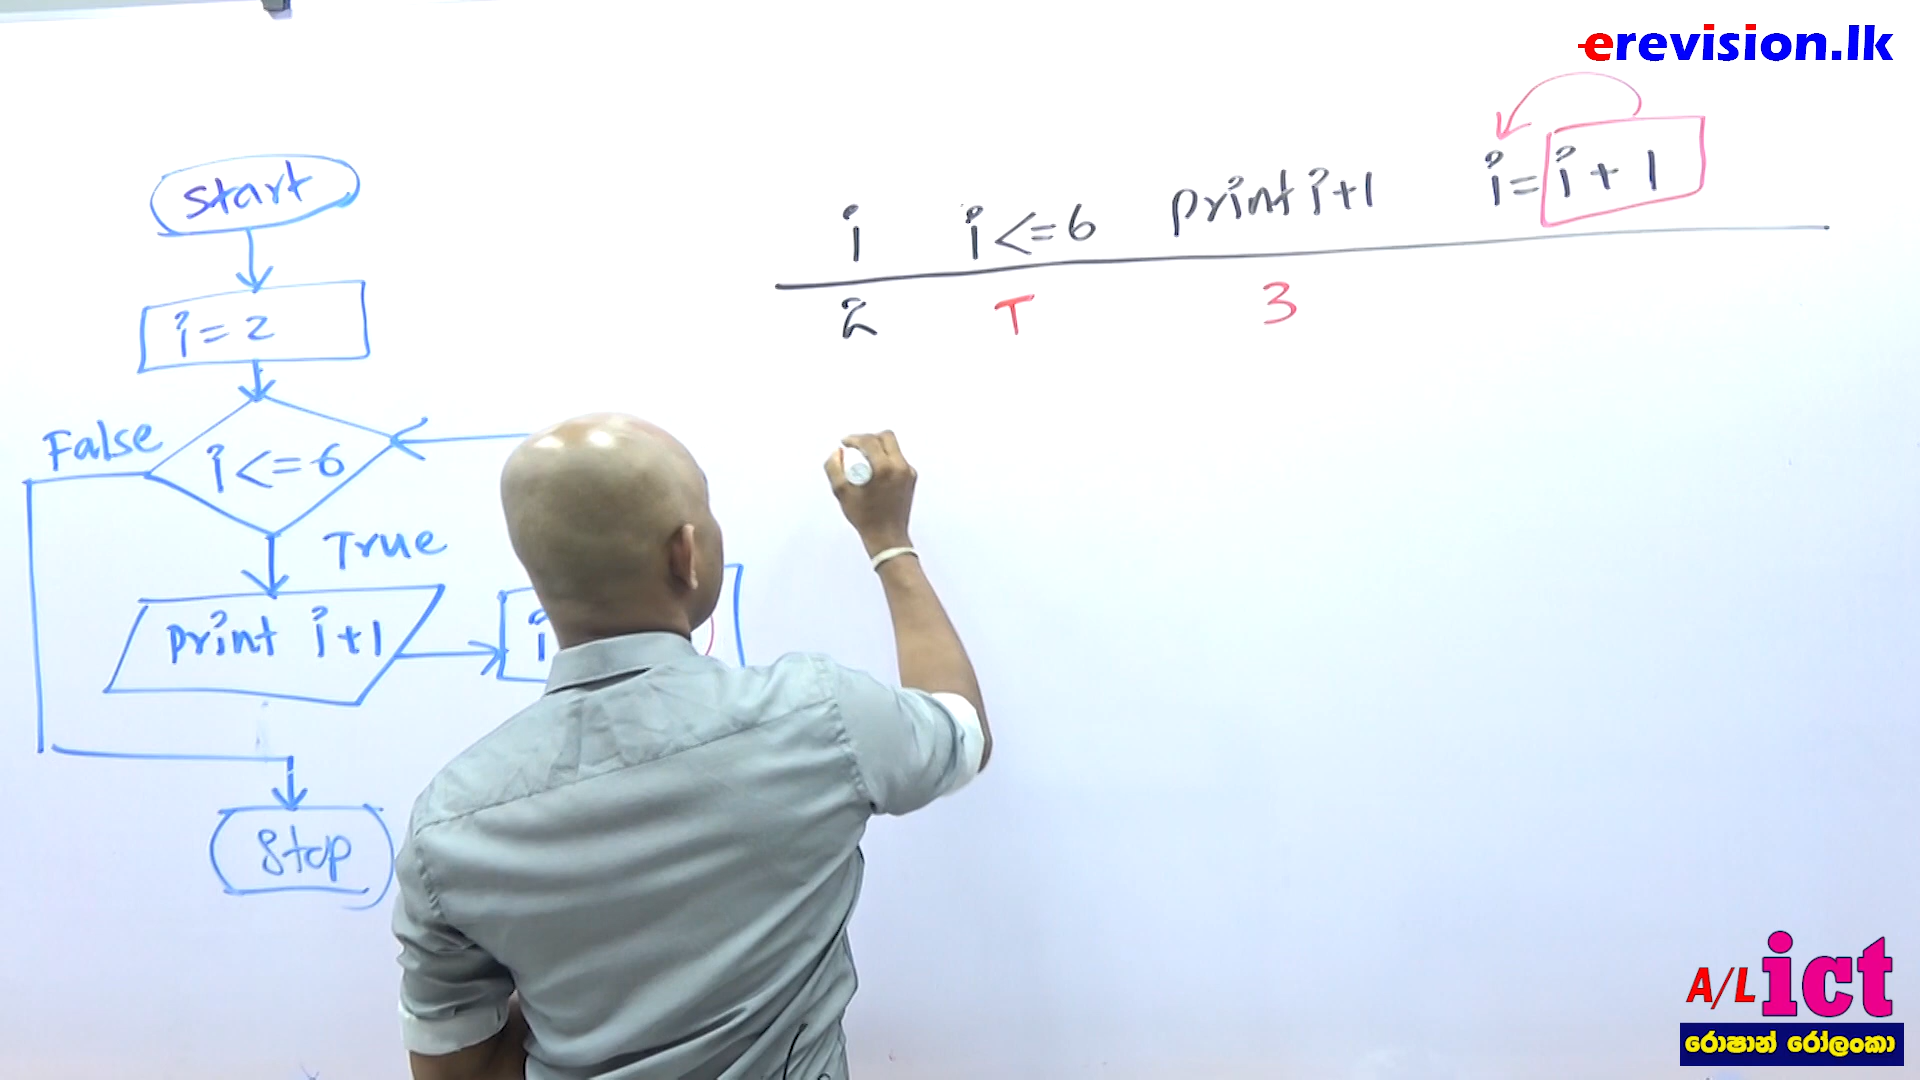 erevision.lk
start
i = 2
i <= 6
False
True
print i+1
i
stop
i i <= 6 print i+1 i = i + 1
2 T 3
A/L ict
රොෂාන් රෝලංකා